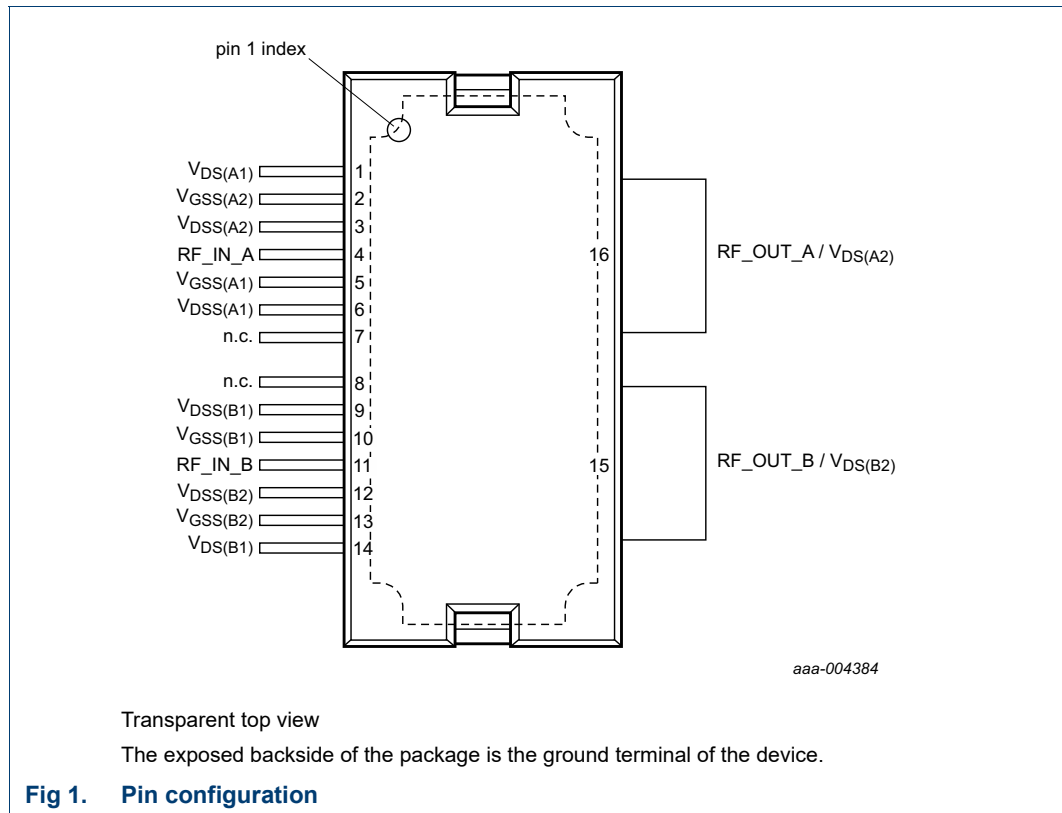 pin 1 index
VDS(A1) 1
VGSS(A2) 2
VDSS(A2) 3
RF_IN_A 4 16 RF_OUT_A / VDS(A2)
VGSS(A1) 5
VDSS(A1) 6
n.c. 7
n.c. 8
VDSS(B1) 9
VGSS(B1) 10
RF_IN_B 11 15 RF_OUT_B / VDS(B2)
VDSS(B2) 12
VGSS(B2) 13
VDS(B1) 14
aaa-004384
Transparent top view
The exposed backside of the package is the ground terminal of the device.
Fig 1. Pin configuration